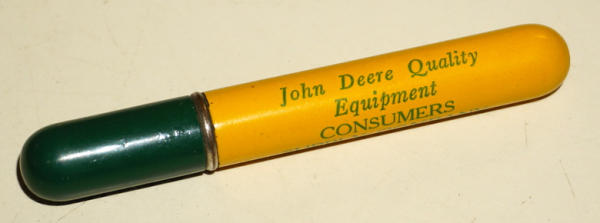 John Deere Quality
Equipment
CONSUMERS